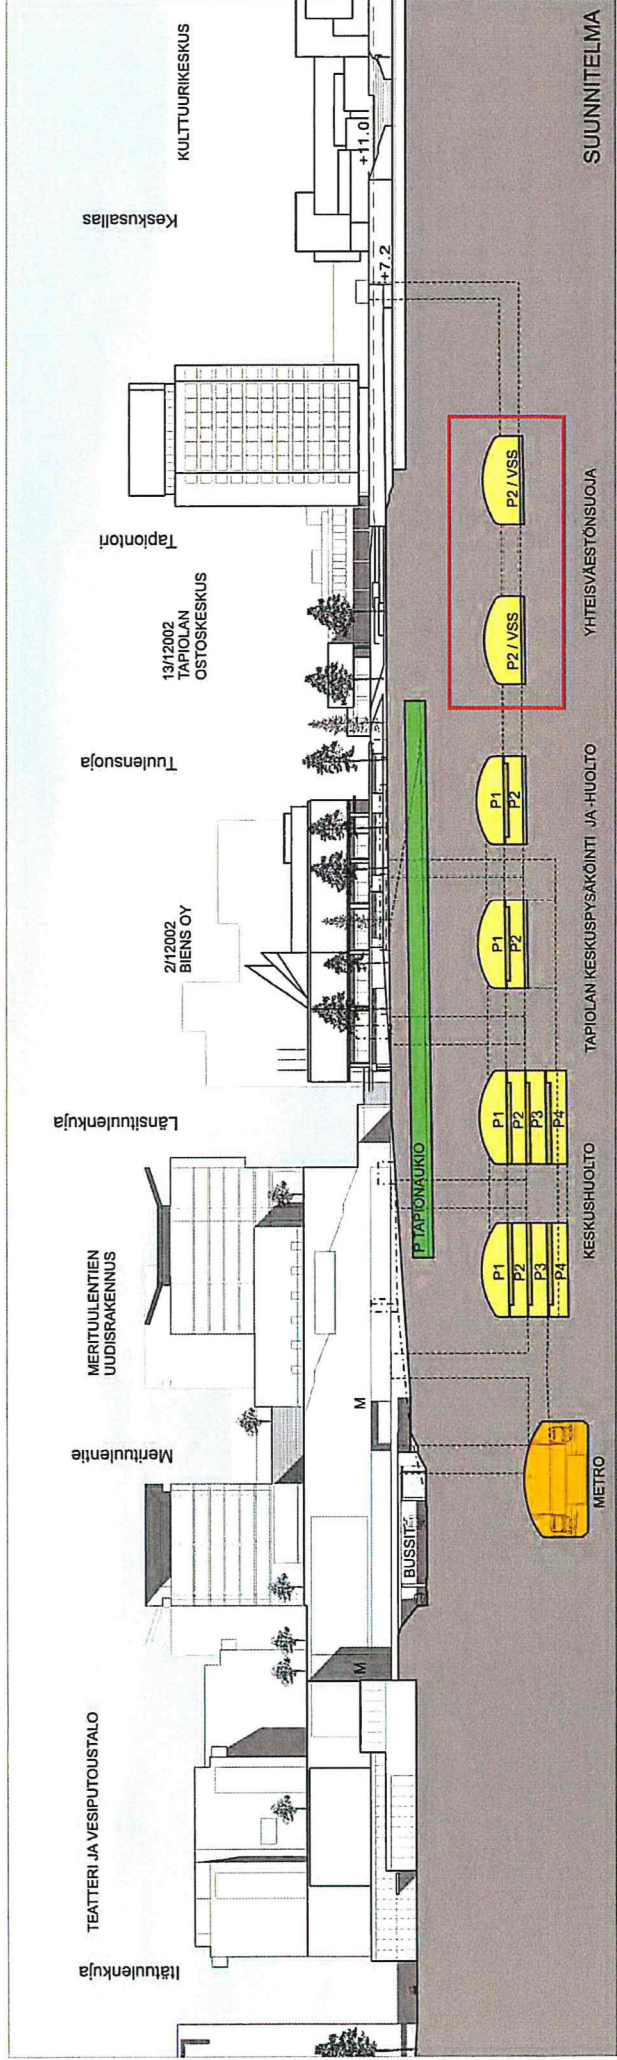 TEATTERI JA VESIPUTOUSTALO
MERITUULENTIEN
UUDISRAKENNUS
2/12002
BIENS OY
13/12002
TAPIOLAN
OSTOSKESKUS
KULTTUURIKESKUS
Itätuulenkuja
Merituulentie
Länsituulenkuja
Tuulensuoja
Tapiontori
Keskusallas
M
BUSSIT
M
P TAPIONAUKIO
+7.2
+11.0
METRO
P1
P2
P3
P4
P1
P2
P3
P4
P1
P2
P1
P2
P2 / VSS
P2 / VSS
KESKUSHUOLTO
TAPIOLAN KESKUSPYSÄKÖINTI JA -HUOLTO
YHTEISVÄESTÖNSUOJA
SUUNNITELMA